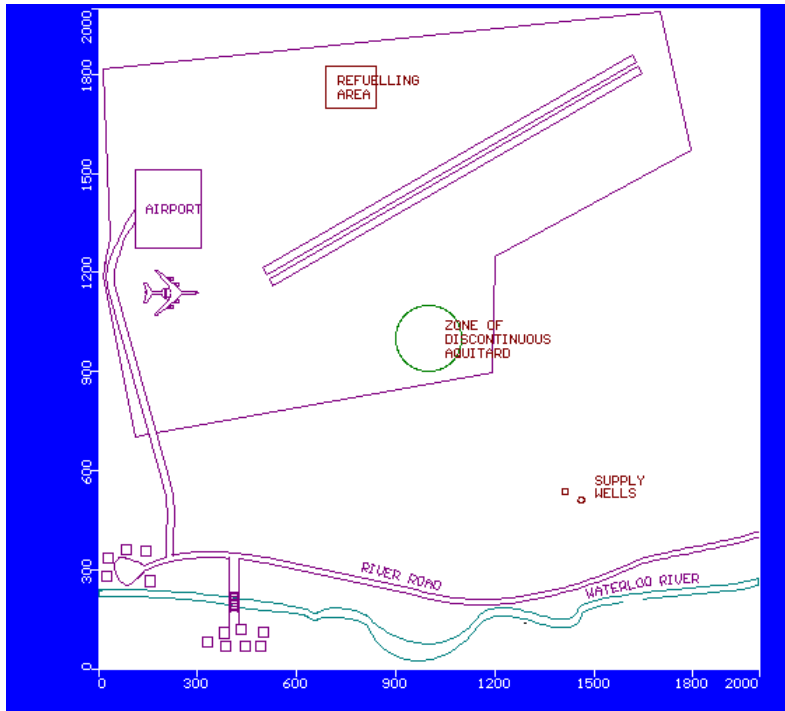 2000
1800
REFUELLING
AREA
1500
AIRPORT
1200
ZONE OF
DISCONTINUOUS
AQUITARD
900
600
SUPPLY
WELLS
300
RIVER ROAD
WATERLOO RIVER
0
0 300 600 900 1200 1500 1800 2000